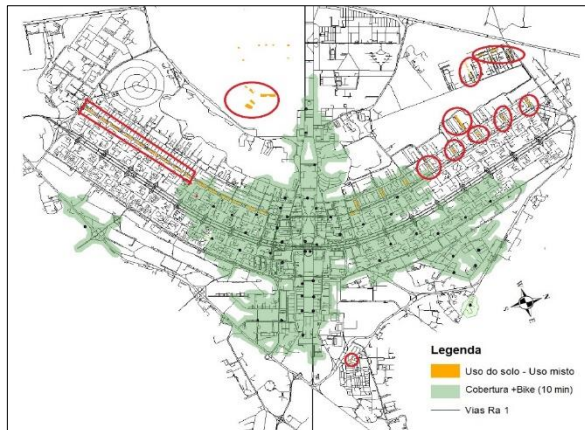 Legenda
Uso do solo - Uso misto
Cobertura +Bike (10 min)
Vias Ra 1